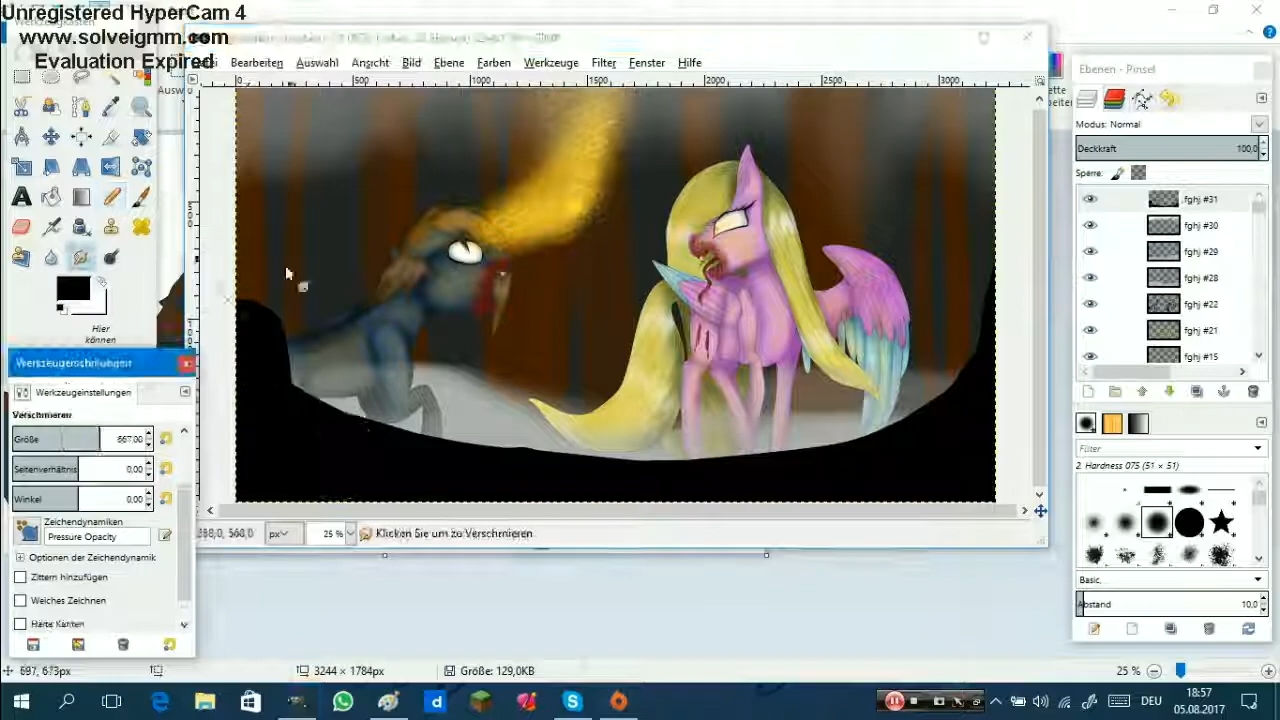 Unregistered HyperCam 4
www.solveigmm.com
Evaluation Expired
Bearbeiten Auswahl Ansicht Bild Ebene Farben Werkzeuge Filter Fenster Hilfe
0 500 1000 1500 2000 2500 3000
Ebenen - Pinsel
Modus: Normal
Deckkraft 100,0
Sperre:
fghj #31
fghj #30
fghj #29
fghj #28
fghj #22
fghj #21
fghj #15
Hier
können
Werkzeugeinstellungen
Werkzeugeinstellungen
Verschmieren
Größe 667,00
Seitenverhältnis 0,00
Winkel 0,00
Zeichendynamiken
Pressure Opacity
Optionen der Zeichendynamik
Zittern hinzufügen
Weiches Zeichnen
Harte Kanten
px 25 % Klicken Sie um zu Verschmieren
Filter
2. Hardness 075 (51 × 51)
Basic,
Abstand 10,0
697, 673px 3244 × 1784px Größe: 129,0KB 25 %
DEU 18:57
05.08.2017